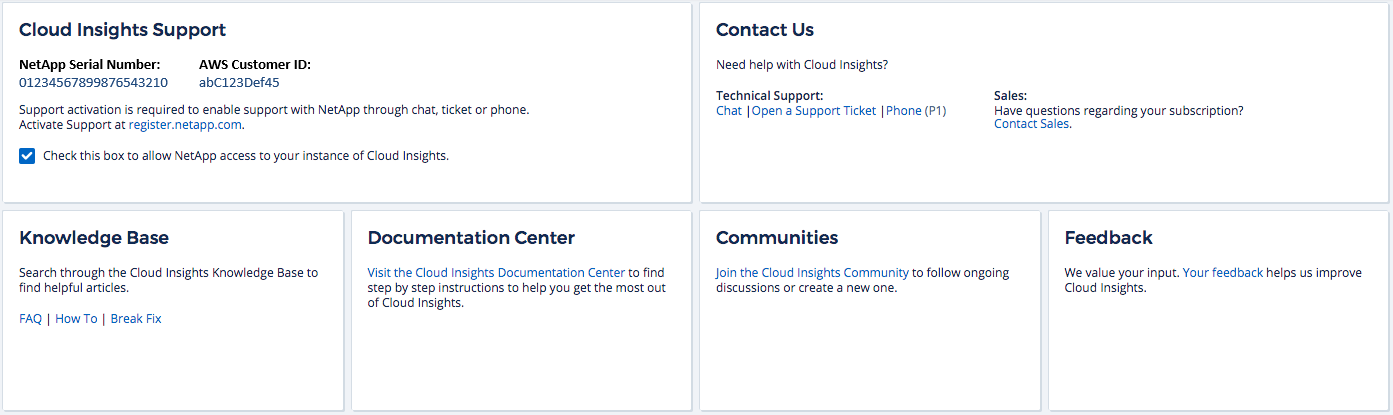 Cloud Insights Support
NetApp Serial Number: AWS Customer ID:
01234567899876543210 abC123Def45
Support activation is required to enable support with NetApp through chat, ticket or phone.
Activate Support at register.netapp.com.
Check this box to allow NetApp access to your instance of Cloud Insights.
Contact Us
Need help with Cloud Insights?
Technical Support:
Chat |Open a Support Ticket |Phone (P1)
Sales:
Have questions regarding your subscription?
Contact Sales.
Knowledge Base
Search through the Cloud Insights Knowledge Base to
find helpful articles.
FAQ | How To | Break Fix
Documentation Center
Visit the Cloud Insights Documentation Center to find
step by step instructions to help you get the most out
of Cloud Insights.
Communities
Join the Cloud Insights Community to follow ongoing
discussions or create a new one.
Feedback
We value your input. Your feedback helps us improve
Cloud Insights.